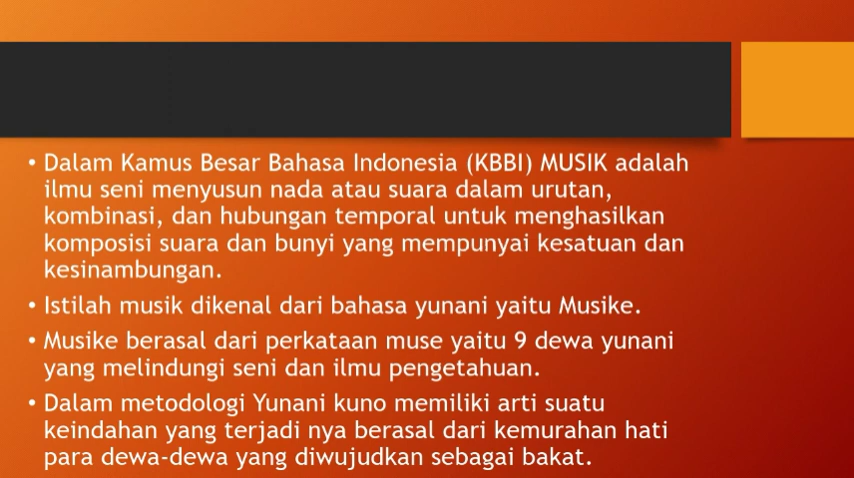 • Dalam Kamus Besar Bahasa Indonesia (KBBI) MUSIK adalah
ilmu seni menyusun nada atau suara dalam urutan,
kombinasi, dan hubungan temporal untuk menghasilkan
komposisi suara dan bunyi yang mempunyai kesatuan dan
kesinambungan.
• Istilah musik dikenal dari bahasa yunani yaitu Musike.
• Musike berasal dari perkataan muse yaitu 9 dewa yunani
yang melindungi seni dan ilmu pengetahuan.
• Dalam metodologi Yunani kuno memiliki arti suatu
keindahan yang terjadi nya berasal dari kemurahan hati
para dewa-dewa yang diwujudkan sebagai bakat.